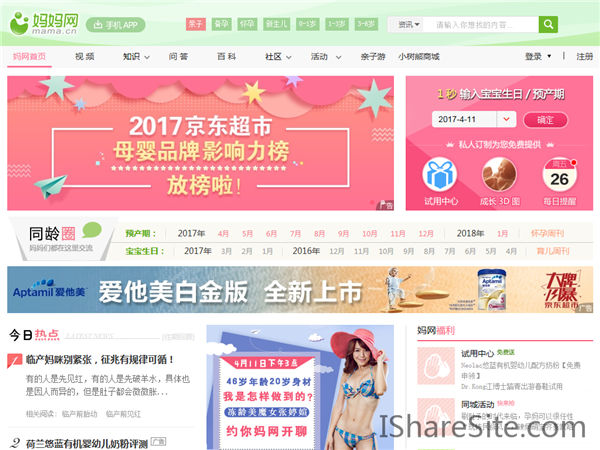 妈妈网
mama.cn
手机 APP
亲子 备孕 怀孕 新生儿 0-1岁 1-3岁 3-6岁
资讯 请输入您想了解的内容...
妈网首页 视频 知识 问答 百科 社区 活动 亲子游 小树熊商城 登录 注册
2017京东超市
母婴品牌影响力榜
放榜啦!
广告
1 秒 输入宝宝生日 / 预产期
2017-4-11 确定
私人订制为您免费提供
周五
26
试用中心 成长 3D 图 每日提醒
同龄圈
妈妈们都在这里交流
预产期: 2017年 4月 5月 6月 7月 8月 9月 10月 11月 12月 2018年 1月 怀孕周刊
宝宝生日: 2017年 3月 2月 1月 2016年 12月 11月 10月 9月 8月 7月 6月 5月 4月 育儿周刊
Aptamil 爱他美
爱他美白金版 全新上市
大牌
京东超市
广告
今日热点 LATEST NEWS
1 临产妈咪别紧张,征兆有规律可循!
有的人是先见红,有的人是先破羊水,具体也
是因人而异的,但是肚子都会微微胀...
相关阅读: 临产前胎动 临产前见红
2 荷兰悠蓝有机婴幼儿奶粉评测 广告
4月11日下午3点
46岁年龄20岁身材
我是怎样做到的?
冻龄美魔女张婷媗
约你妈网开聊
妈网福利
试用中心 免费送
Neolac悠蓝有机婴幼儿配方奶粉【免费
申领】
Dr.Kong江博士猫青出游春鞋试用
同城活动 快来抢
IShareSite.com